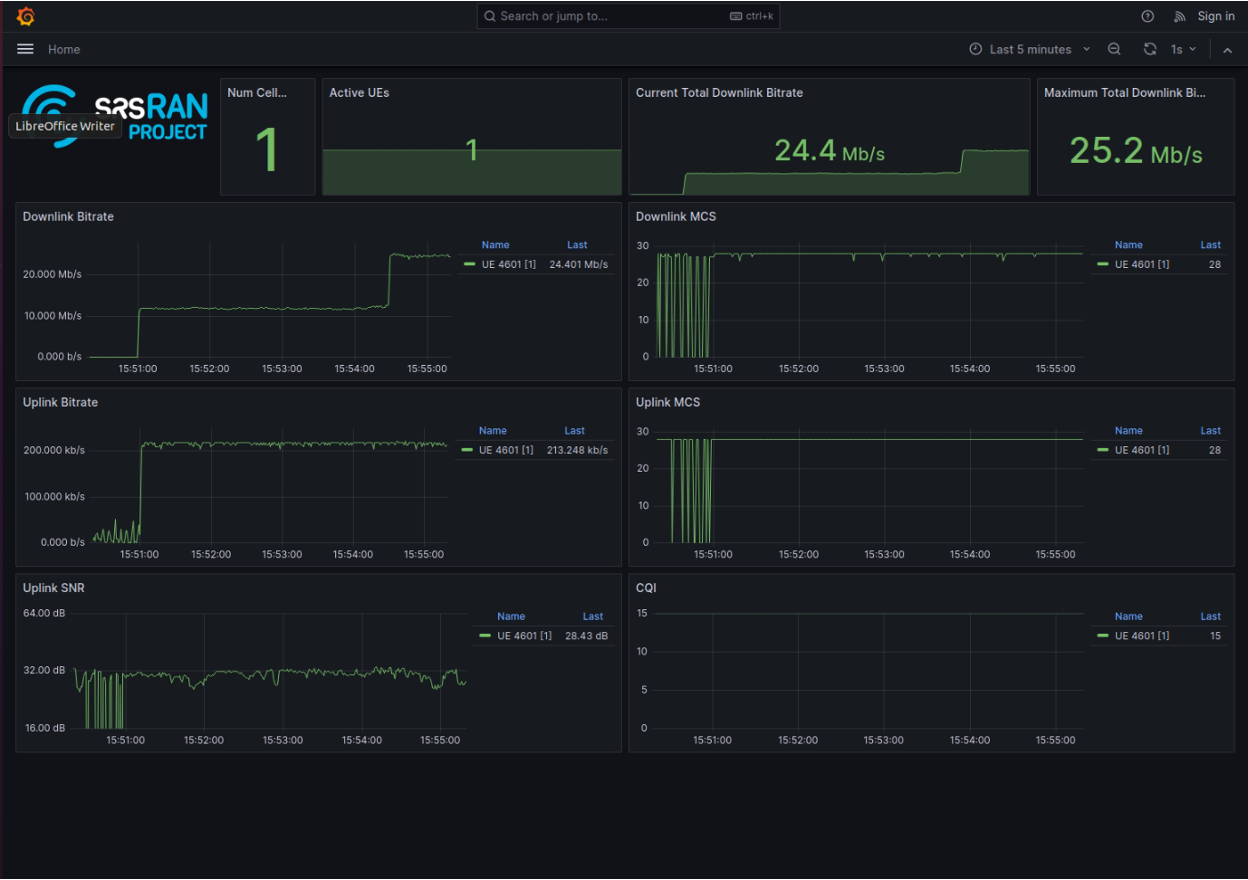 Search or jump to... ctrl+k Sign in
Home Last 5 minutes 1s
srsRAN
PROJECT
LibreOffice Writer
Num Cell...
1
Active UEs
1
Current Total Downlink Bitrate
24.4 Mb/s
Maximum Total Downlink Bi...
25.2 Mb/s
Downlink Bitrate
20.000 Mb/s
10.000 Mb/s
0.000 b/s
15:51:00 15:52:00 15:53:00 15:54:00 15:55:00
Name Last
UE 4601 [1] 24.401 Mb/s
Downlink MCS
30
20
10
0
15:51:00 15:52:00 15:53:00 15:54:00 15:55:00
Name Last
UE 4601 [1] 28
Uplink Bitrate
200.000 kb/s
100.000 kb/s
0.000 b/s
15:51:00 15:52:00 15:53:00 15:54:00 15:55:00
Name Last
UE 4601 [1] 213.248 kb/s
Uplink MCS
30
20
10
0
15:51:00 15:52:00 15:53:00 15:54:00 15:55:00
Name Last
UE 4601 [1] 28
Uplink SNR
64.00 dB
32.00 dB
16.00 dB
15:51:00 15:52:00 15:53:00 15:54:00 15:55:00
Name Last
UE 4601 [1] 28.43 dB
CQI
15
10
5
0
15:51:00 15:52:00 15:53:00 15:54:00 15:55:00
Name Last
UE 4601 [1] 15